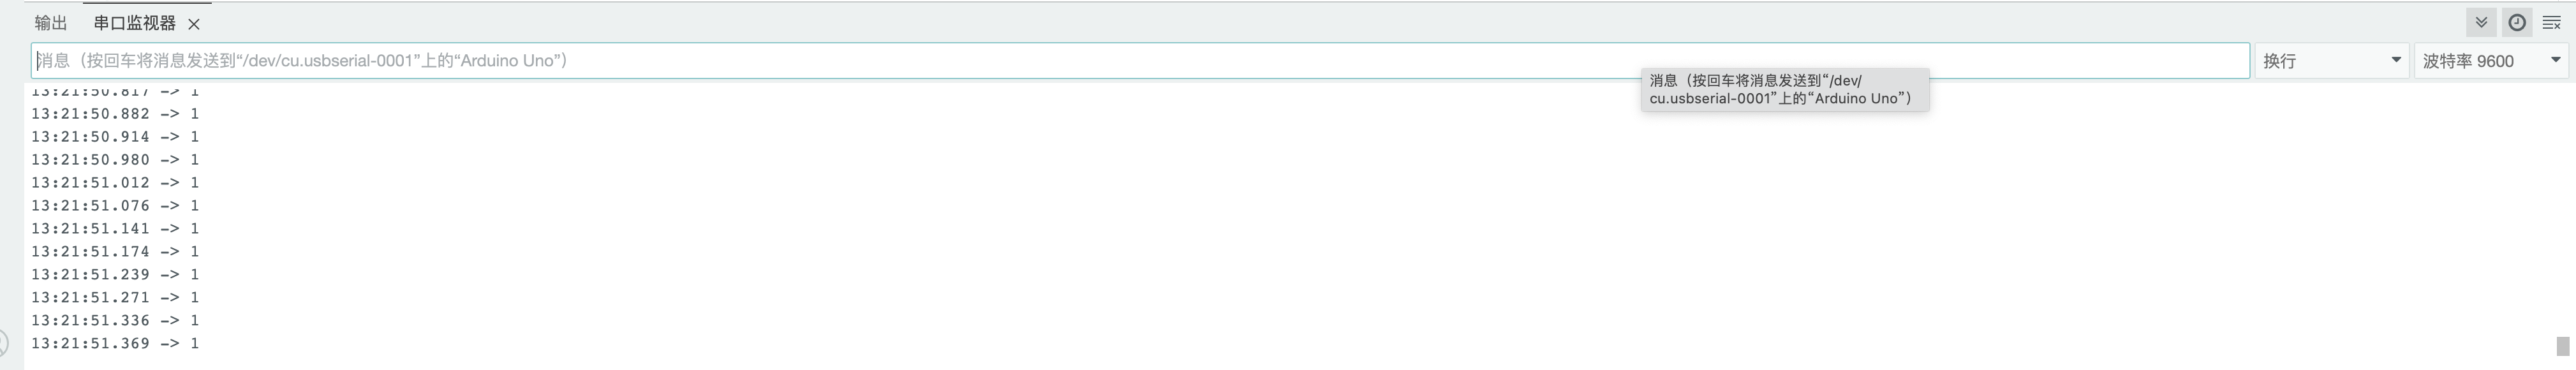 输出
串口监视器
消息（按回车将消息发送到“/dev/cu.usbserial-0001”上的“Arduino Uno”）
换行
波特率 9600
消息（按回车将消息发送到“/dev/
cu.usbserial-0001”上的“Arduino Uno”）
13:21:50.817 -> 1
13:21:50.882 -> 1
13:21:50.914 -> 1
13:21:50.980 -> 1
13:21:51.012 -> 1
13:21:51.076 -> 1
13:21:51.141 -> 1
13:21:51.174 -> 1
13:21:51.239 -> 1
13:21:51.271 -> 1
13:21:51.336 -> 1
13:21:51.369 -> 1